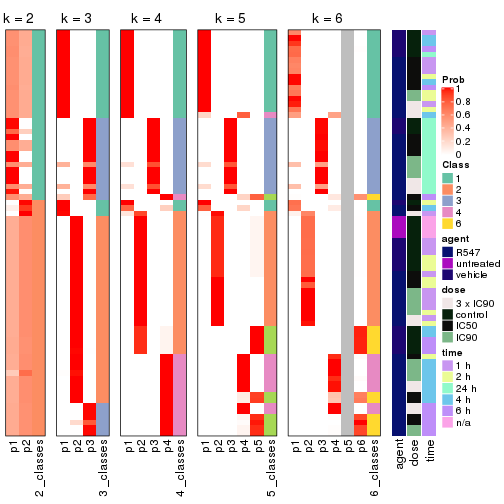 k = 2
k = 3
k = 4
k = 5
k = 6
Prob
1
0.8
0.6
0.4
0.2
0
Class
1
2
3
4
6
agent
R547
untreated
vehicle
dose
3 x IC90
control
IC50
IC90
time
1 h
2 h
24 h
4 h
6 h
n/a
p1
p2
2_classes
p1
p2
p3
3_classes
p1
p2
p3
p4
4_classes
p1
p2
p3
p4
p5
5_classes
p1
p2
p3
p4
p5
p6
6_classes
agent
dose
time